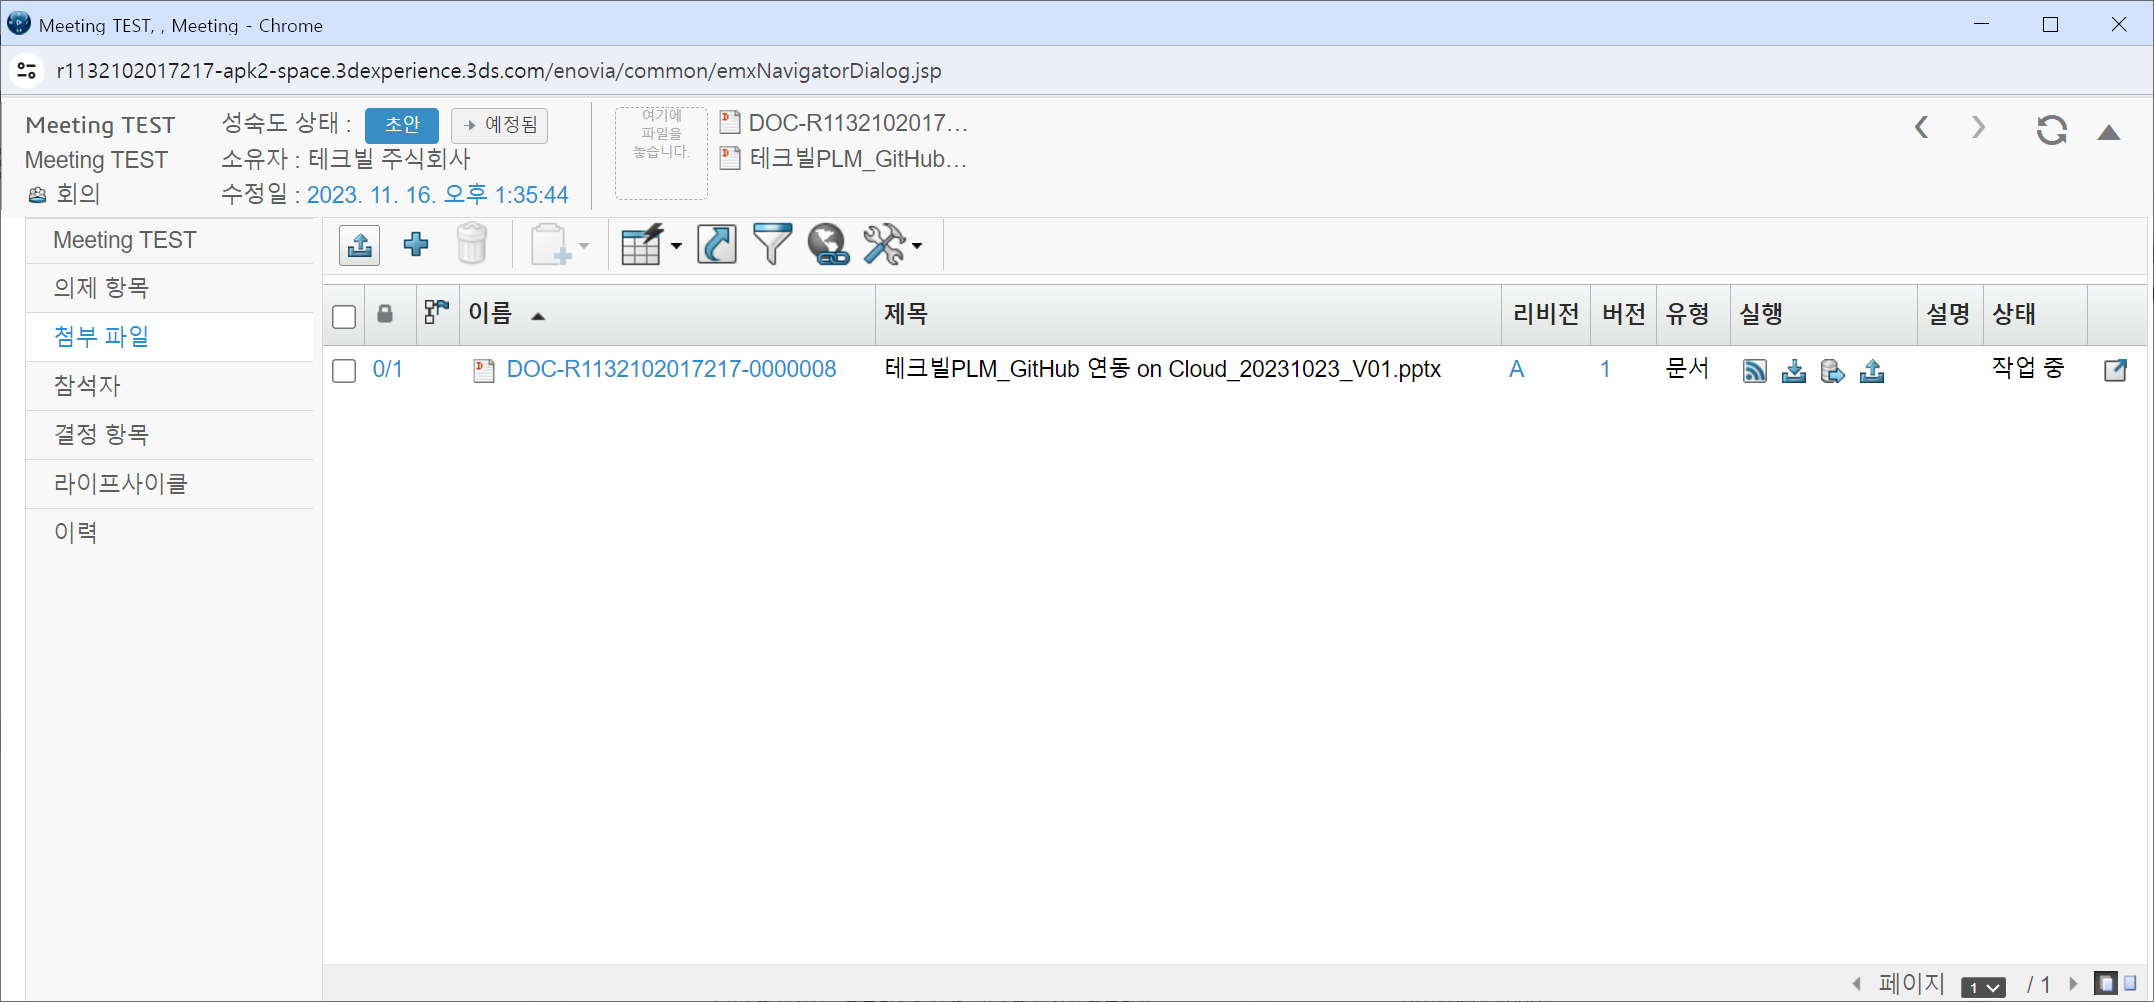 Meeting TEST, , Meeting - Chrome
r1132102017217-apk2-space.3dexperience.3ds.com/enovia/common/emxNavigatorDialog.jsp
Meeting TEST
Meeting TEST
회의
성숙도 상태 : 초안 예정됨
소유자 : 테크빌 주식회사
수정일 : 2023. 11. 16. 오후 1:35:44
여기에
파일을
놓습니다.
DOC-R1132102017...
테크빌PLM_GitHub...
Meeting TEST
의제 항목
첨부 파일
참석자
결정 항목
라이프사이클
이력
이름 제목 리비전 버전 유형 실행 설명 상태
0/1 DOC-R1132102017217-0000008 테크빌PLM_GitHub 연동 on Cloud_20231023_V01.pptx A 1 문서 작업 중
페이지 1 / 1